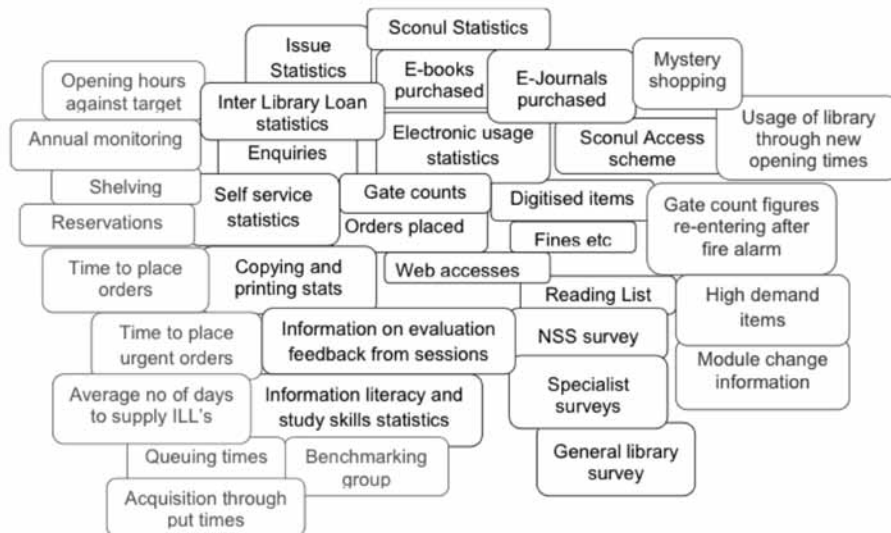 Sconul Statistics
Issue
Statistics
E-books
purchased
E-Journals
purchased
Mystery
shopping
Opening hours
against target
Inter Library Loan
statistics
Electronic usage
statistics
Sconul Access
scheme
Usage of library
through new
opening times
Annual monitoring
Enquiries
Shelving
Self service
statistics
Gate counts
Digitised items
Gate count figures
re-entering after
fire alarm
Reservations
Orders placed
Fines etc
Time to place
orders
Copying and
printing stats
Web accesses
Reading List
High demand
items
Time to place
urgent orders
Information on evaluation
feedback from sessions
NSS survey
Module change
information
Average no of days
to supply ILL's
Information literacy and
study skills statistics
Specialist
surveys
Queuing times
Benchmarking
group
General library
survey
Acquisition through
put times